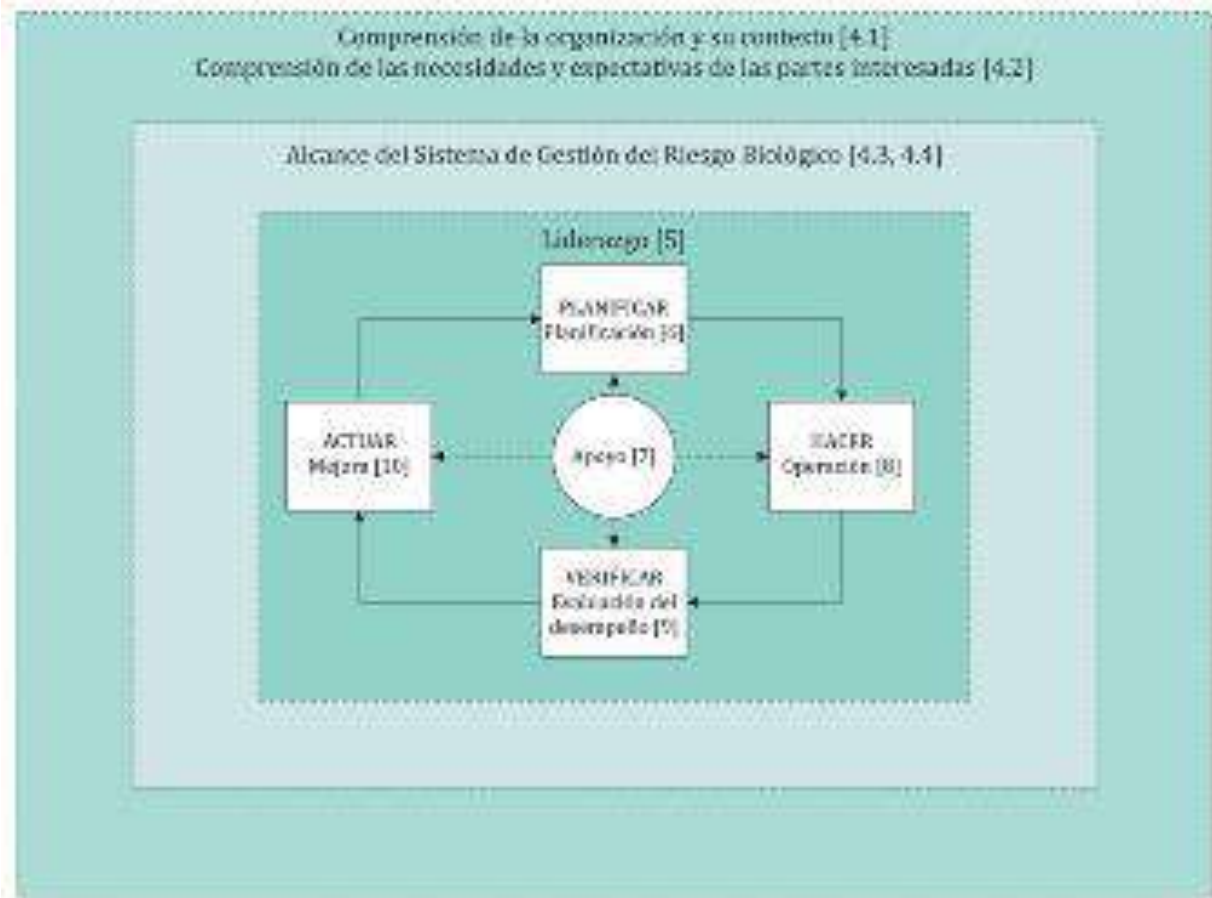 Comprensión de la organización y su contexto [4.1]
Comprensión de las necesidades y expectativas de las partes interesadas [4.2]
Alcance del Sistema de Gestión del Riesgo Biológico [4.3, 4.4]
Liderazgo [5]
PLANIFICAR
Planificación [6]
ACTUAR
Mejora [10]
Apoyo [7]
HACER
Operación [8]
VERIFICAR
Evaluación del
desempeño [9]